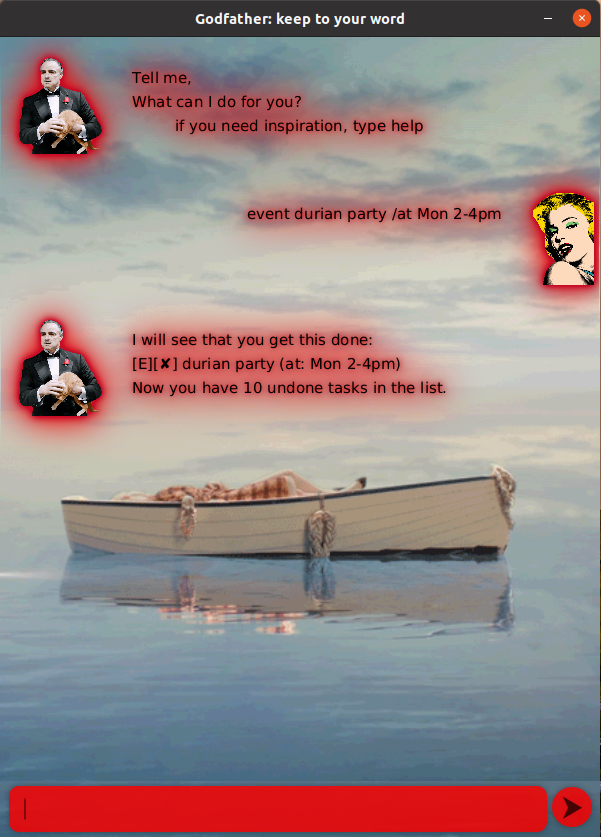 Godfather: keep to your word
Tell me,
What can I do for you?
if you need inspiration, type help
event durian party /at Mon 2-4pm
I will see that you get this done:
[E][✘] durian party (at: Mon 2-4pm)
Now you have 10 undone tasks in the list.